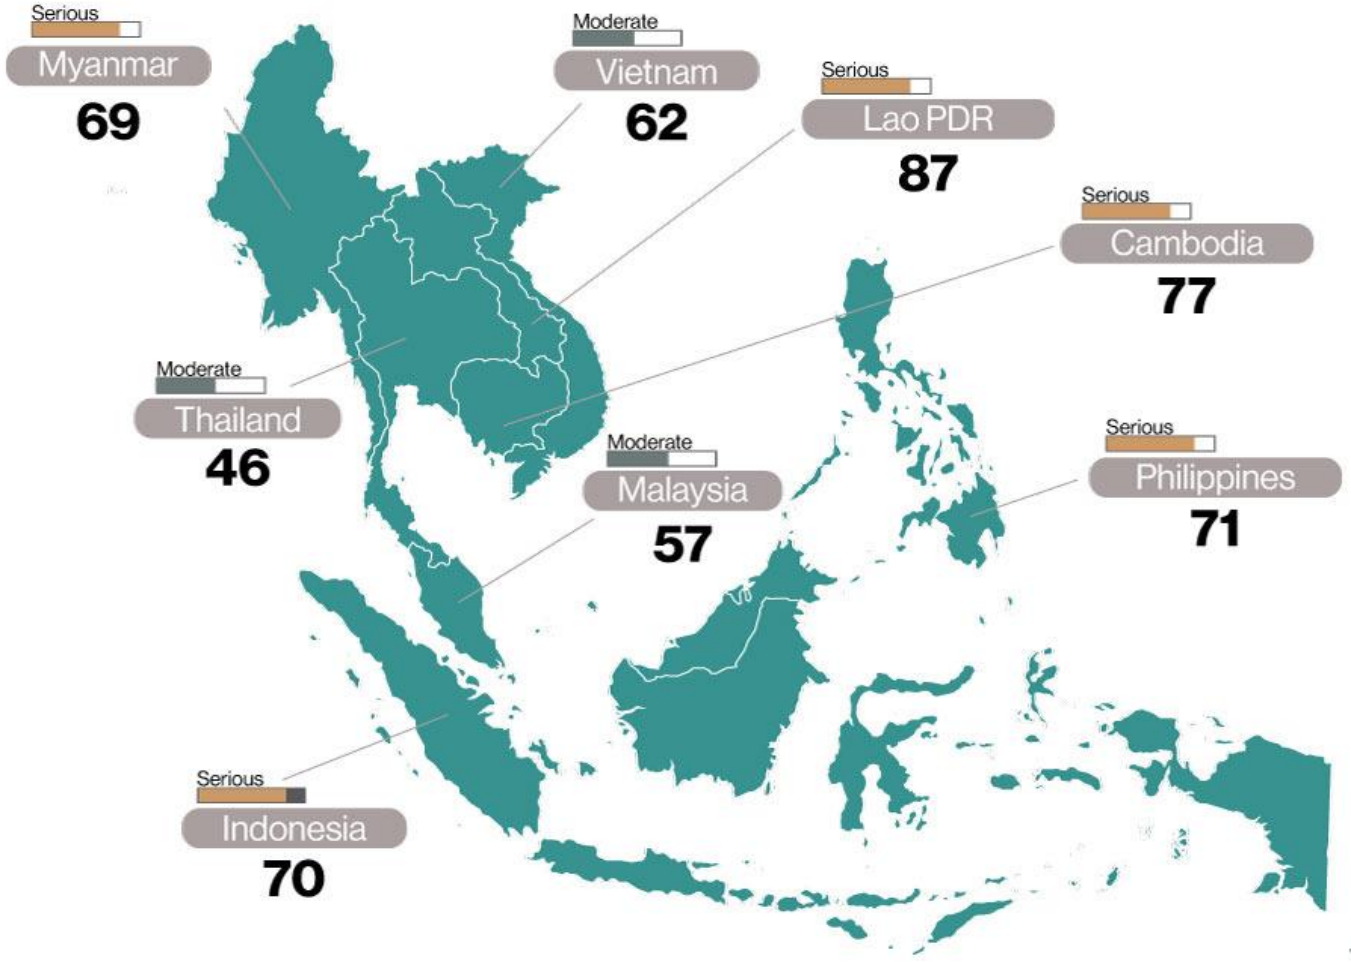 Serious
Myanmar
69
Moderate
Vietnam
62
Serious
Lao PDR
87
Serious
Cambodia
77
Moderate
Thailand
46
Moderate
Malaysia
57
Serious
Philippines
71
Serious
Indonesia
70